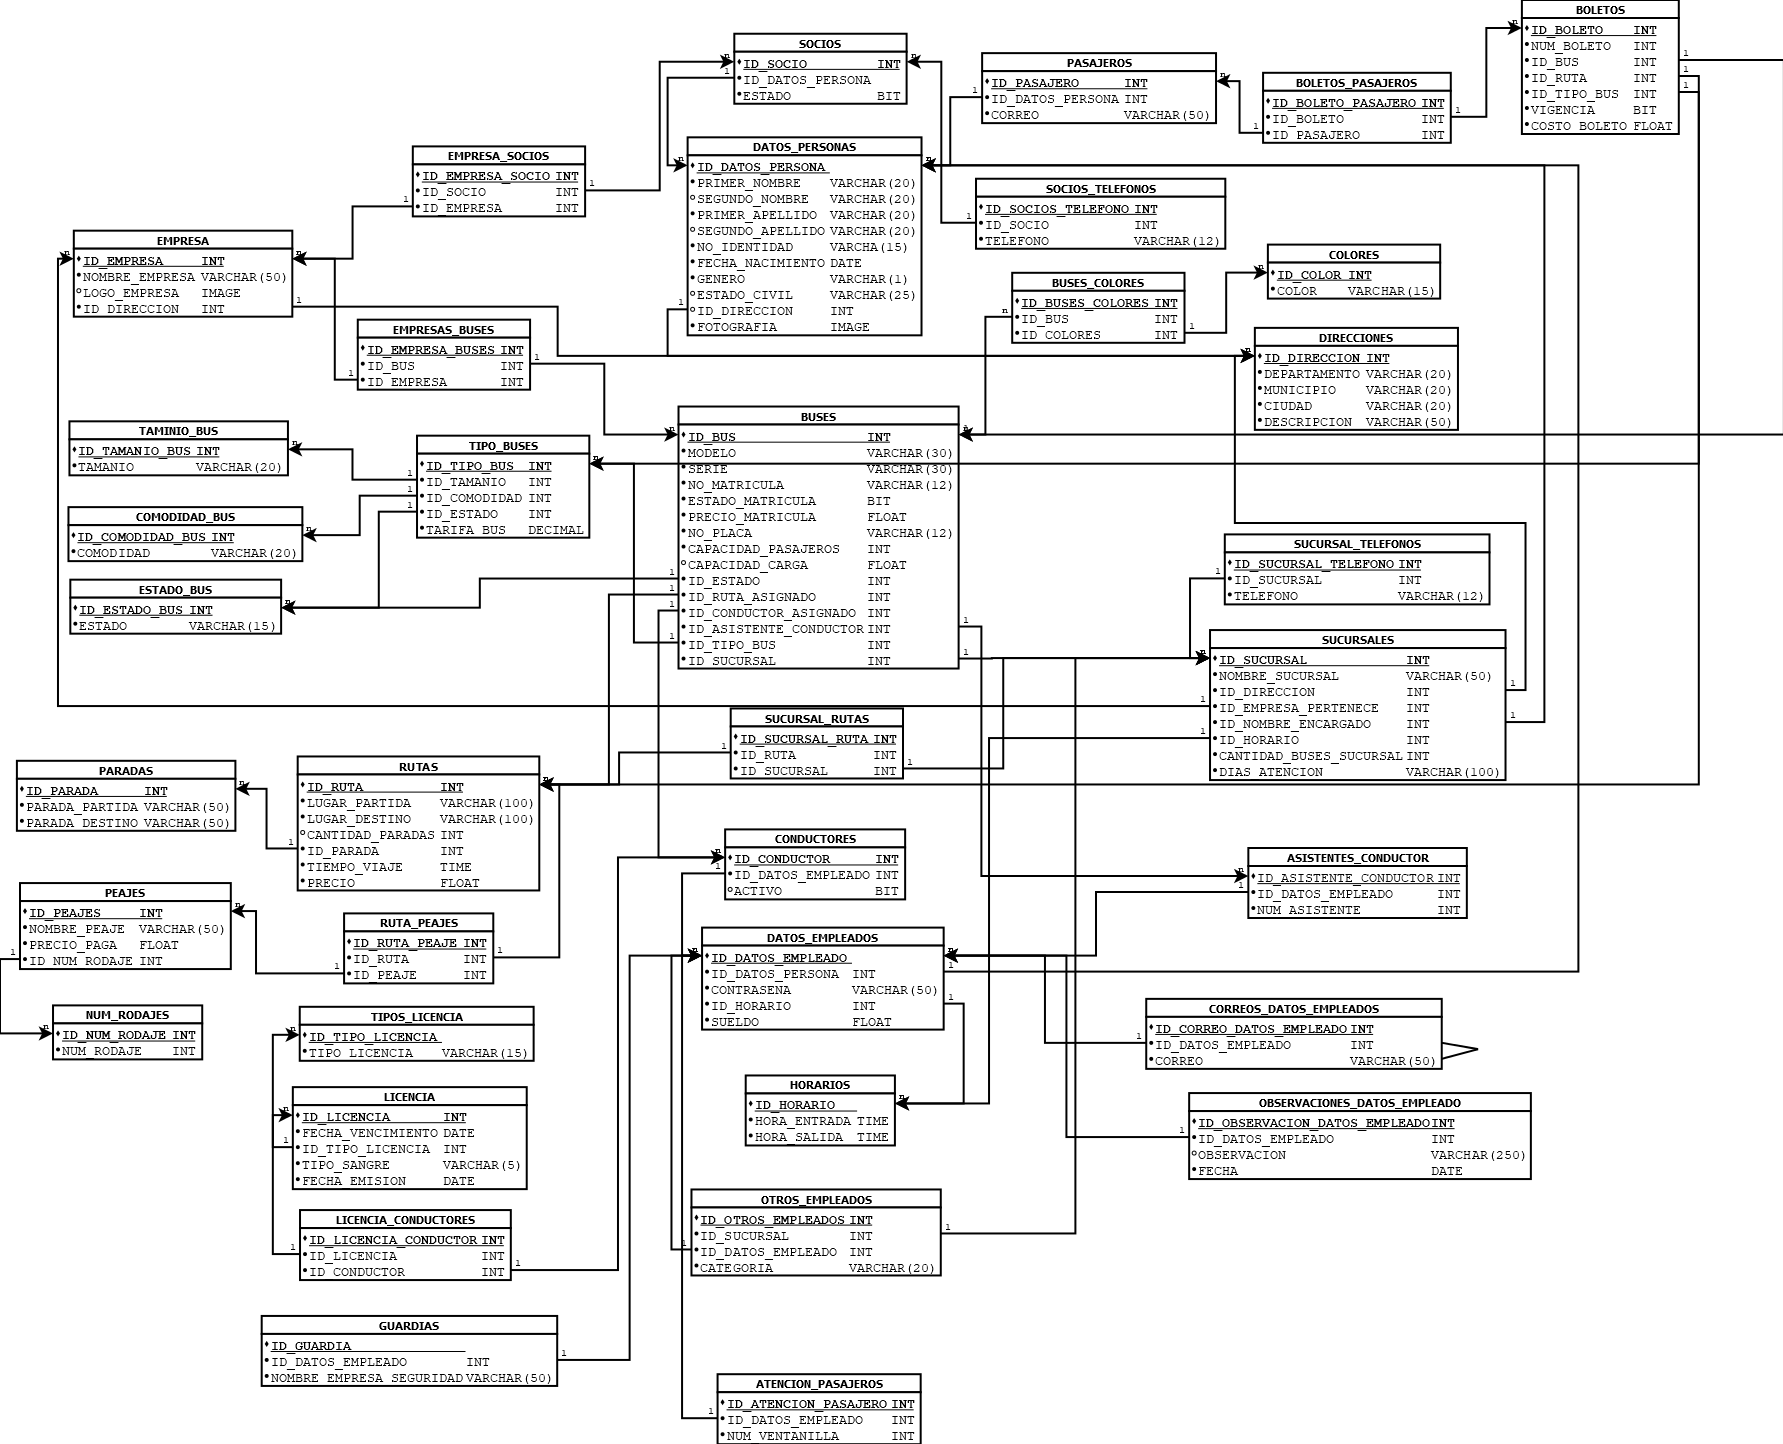 BOLETOS
ID_BOLETO INT
NUM_BOLETO INT
ID_BUS INT
ID_RUTA INT
ID_TIPO_BUS INT
VIGENCIA BIT
COSTO_BOLETO FLOAT
SOCIOS
ID_SOCIO INT
ID_DATOS_PERSONA
ESTADO BIT
PASAJEROS
ID_PASAJERO INT
ID_DATOS_PERSONA INT
CORREO VARCHAR(50)
BOLETOS_PASAJEROS
ID_BOLETO_PASAJERO INT
ID_BOLETO INT
ID_PASAJERO INT
EMPRESA_SOCIOS
ID_EMPRESA_SOCIO INT
ID_SOCIO INT
ID_EMPRESA INT
DATOS_PERSONAS
ID_DATOS_PERSONA
PRIMER_NOMBRE VARCHAR(20)
SEGUNDO_NOMBRE VARCHAR(20)
PRIMER_APELLIDO VARCHAR(20)
SEGUNDO_APELLIDO VARCHAR(20)
NO_IDENTIDAD VARCHA(15)
FECHA_NACIMIENTO DATE
GENERO VARCHAR(1)
ESTADO_CIVIL VARCHAR(25)
ID_DIRECCION INT
FOTOGRAFIA IMAGE
SOCIOS_TELEFONOS
ID_SOCIOS_TELEFONO INT
ID_SOCIO INT
TELEFONO VARCHAR(12)
EMPRESA
ID_EMPRESA INT
NOMBRE_EMPRESA VARCHAR(50)
LOGO_EMPRESA IMAGE
ID_DIRECCION INT
COLORES
ID_COLOR INT
COLOR VARCHAR(15)
BUSES_COLORES
ID_BUSES_COLORES INT
ID_BUS INT
ID_COLORES INT
EMPRESAS_BUSES
ID_EMPRESA_BUSES INT
ID_BUS INT
ID_EMPRESA INT
DIRECCIONES
ID_DIRECCION INT
DEPARTAMENTO VARCHAR(20)
MUNICIPIO VARCHAR(20)
CIUDAD VARCHAR(20)
DESCRIPCION VARCHAR(50)
TAMINIO_BUS
ID_TAMANIO_BUS INT
TAMANIO VARCHAR(20)
TIPO_BUSES
ID_TIPO_BUS INT
ID_TAMANIO INT
ID_COMODIDAD INT
ID_ESTADO INT
TARIFA_BUS DECIMAL
BUSES
ID_BUS INT
MODELO VARCHAR(30)
SERIE VARCHAR(30)
NO_MATRICULA VARCHAR(12)
ESTADO_MATRICULA BIT
PRECIO_MATRICULA FLOAT
NO_PLACA VARCHAR(12)
CAPACIDAD_PASAJEROS INT
CAPACIDAD_CARGA FLOAT
ID_ESTADO INT
ID_RUTA_ASIGNADO INT
ID_CONDUCTOR_ASIGNADO INT
ID_ASISTENTE_CONDUCTOR INT
ID_TIPO_BUS INT
ID_SUCURSAL INT
COMODIDAD_BUS
ID_COMODIDAD_BUS INT
COMODIDAD VARCHAR(20)
ESTADO_BUS
ID_ESTADO_BUS INT
ESTADO VARCHAR(15)
SUCURSAL_TELEFONOS
ID_SUCURSAL_TELEFONO INT
ID_SUCURSAL INT
TELEFONO VARCHAR(12)
SUCURSALES
ID_SUCURSAL INT
NOMBRE_SUCURSAL VARCHAR(50)
ID_DIRECCION INT
ID_EMPRESA_PERTENECE INT
ID_NOMBRE_ENCARGADO INT
ID_HORARIO INT
CANTIDAD_BUSES_SUCURSAL INT
DIAS_ATENCION VARCHAR(100)
SUCURSAL_RUTAS
ID_SUCURSAL_RUTA INT
ID_RUTA INT
ID_SUCURSAL INT
PARADAS
ID_PARADA INT
PARADA_PARTIDA VARCHAR(50)
PARADA_DESTINO VARCHAR(50)
RUTAS
ID_RUTA INT
LUGAR_PARTIDA VARCHAR(100)
LUGAR_DESTINO VARCHAR(100)
CANTIDAD_PARADAS INT
ID_PARADA INT
TIEMPO_VIAJE TIME
PRECIO FLOAT
CONDUCTORES
ID_CONDUCTOR INT
ID_DATOS_EMPLEADO INT
ACTIVO BIT
ASISTENTES_CONDUCTOR
ID_ASISTENTE_CONDUCTOR INT
ID_DATOS_EMPLEADO INT
NUM_ASISTENTE INT
PEAJES
ID_PEAJES INT
NOMBRE_PEAJE VARCHAR(50)
PRECIO_PAGA FLOAT
ID_NUM_RODAJE INT
RUTA_PEAJES
ID_RUTA_PEAJE INT
ID_RUTA INT
ID_PEAJE INT
DATOS_EMPLEADOS
ID_DATOS_EMPLEADO
ID_DATOS_PERSONA INT
CONTRASENA VARCHAR(50)
ID_HORARIO INT
SUELDO FLOAT
NUM_RODAJES
ID_NUM_RODAJE INT
NUM_RODAJE INT
TIPOS_LICENCIA
ID_TIPO_LICENCIA
TIPO_LICENCIA VARCHAR(15)
CORREOS_DATOS_EMPLEADOS
ID_CORREO_DATOS_EMPLEADO INT
ID_DATOS_EMPLEADO INT
CORREO VARCHAR(50)
HORARIOS
ID_HORARIO
HORA_ENTRADA TIME
HORA_SALIDA TIME
LICENCIA
ID_LICENCIA INT
FECHA_VENCIMIENTO DATE
ID_TIPO_LICENCIA INT
TIPO_SANGRE VARCHAR(5)
FECHA_EMISION DATE
OBSERVACIONES_DATOS_EMPLEADO
ID_OBSERVACION_DATOS_EMPLEADO INT
ID_DATOS_EMPLEADO INT
OBSERVACION VARCHAR(250)
FECHA DATE
OTROS_EMPLEADOS
ID_OTROS_EMPLEADOS INT
ID_SUCURSAL INT
ID_DATOS_EMPLEADO INT
CATEGORIA VARCHAR(20)
LICENCIA_CONDUCTORES
ID_LICENCIA_CONDUCTOR INT
ID_LICENCIA INT
ID_CONDUCTOR INT
GUARDIAS
ID_GUARDIA
ID_DATOS_EMPLEADO INT
NOMBRE_EMPRESA_SEGURIDAD VARCHAR(50)
ATENCION_PASAJEROS
ID_ATENCION_PASAJERO INT
ID_DATOS_EMPLEADO INT
NUM_VENTANILLA INT